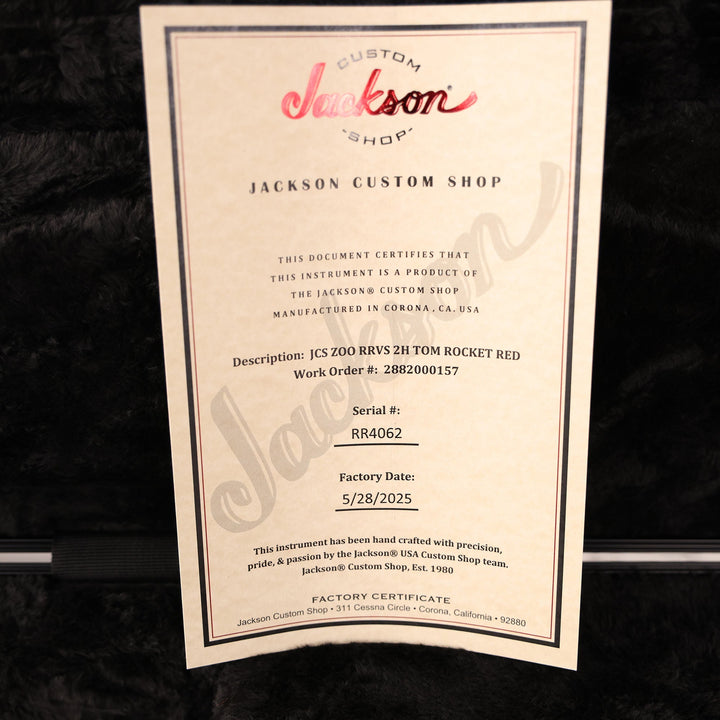 CUSTOM
Jackson®
-SHOP-
JACKSON CUSTOM SHOP
Jackson
THIS DOCUMENT CERTIFIES THAT
THIS INSTRUMENT IS A PRODUCT OF
THE JACKSON® CUSTOM SHOP
MANUFACTURED IN CORONA, CA. USA
Description: JCS ZOO RRVS 2H TOM ROCKET RED
Work Order #: 2882000157
Serial #:
RR4062
Factory Date:
5/28/2025
This instrument has been hand crafted with precision,
pride, & passion by the Jackson® USA Custom Shop team.
Jackson® Custom Shop, Est. 1980
FACTORY CERTIFICATE
Jackson Custom Shop • 311 Cessna Circle • Corona, California • 92880